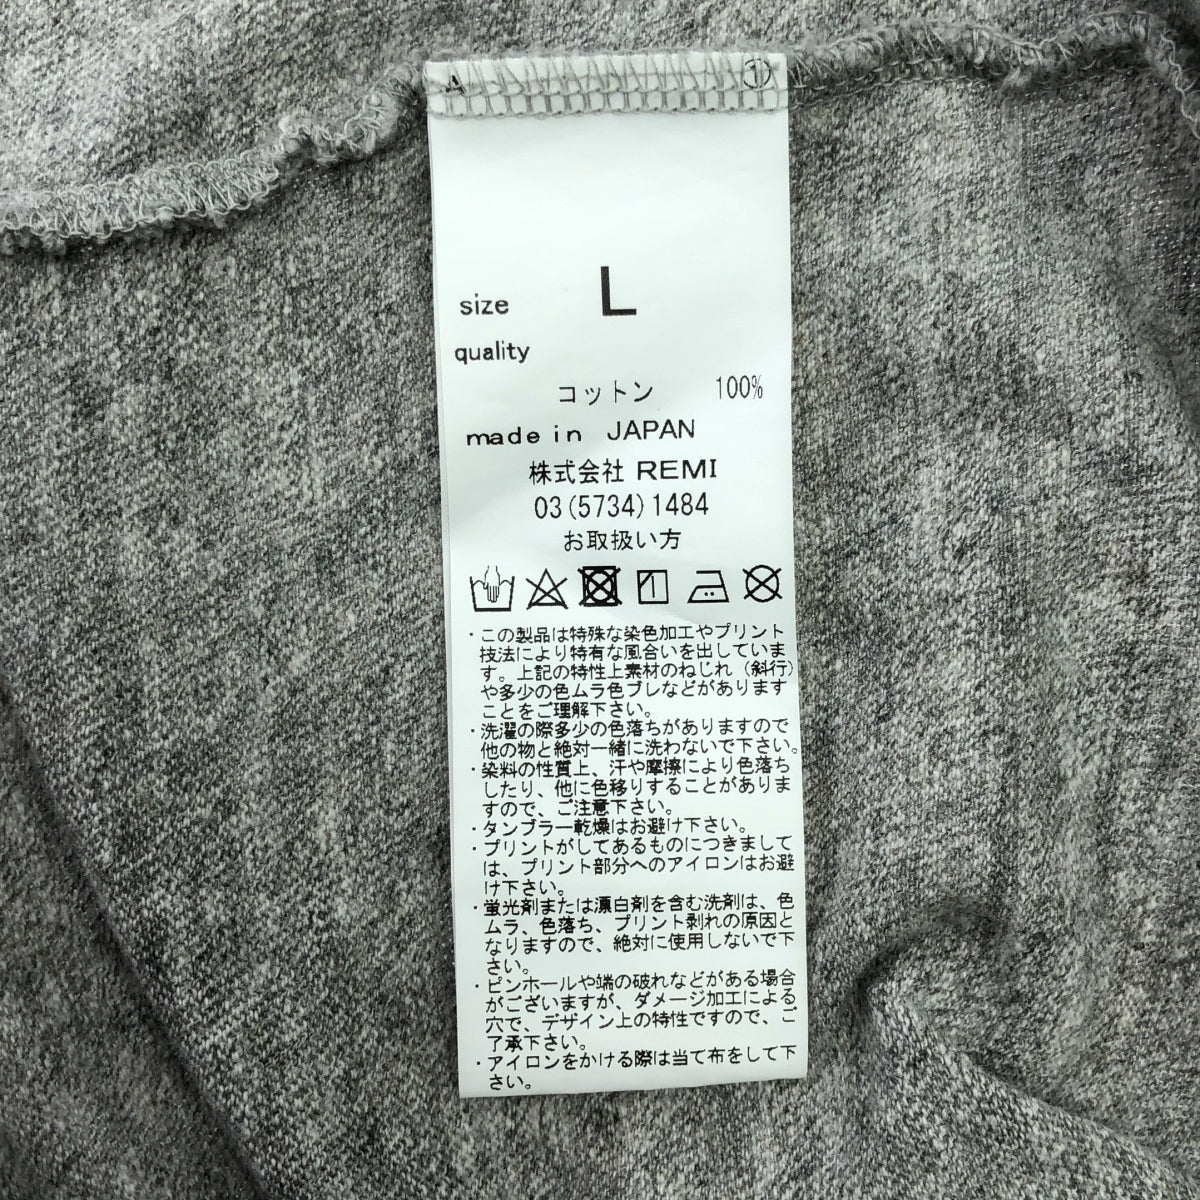 A ①
size L
quality
コットン 100%
made in JAPAN
株式会社 REMI
03(5734)1484
お取扱い方
・この製品は特殊な染色加工やプリント
技法により特有な風合いを出していま
す。上記の特性上素材のねじれ（斜行）
や多少の色ムラ色ブレなどがあります
ことをご理解下さい。
・洗濯の際多少の色落ちがありますので
他の物と絶対一緒に洗わないで下さい。
・染料の性質上、汗や摩擦により色落ち
したり、他に色移りすることがありま
すので、ご注意下さい。
・タンブラー乾燥はお避け下さい。
・プリントがしてあるものにつきまして
は、プリント部分へのアイロンはお避
け下さい。
・蛍光剤または漂白剤を含む洗剤は、色
ムラ、色落ち、プリント剥れの原因と
なりますので、絶対に使用しないで下
さい。
・ピンホールや端の破れなどがある場合
がございますが、ダメージ加工による
穴で、デザイン上の特性ですので、ご
了承下さい。
・アイロンをかける際は当て布をして下
さい。